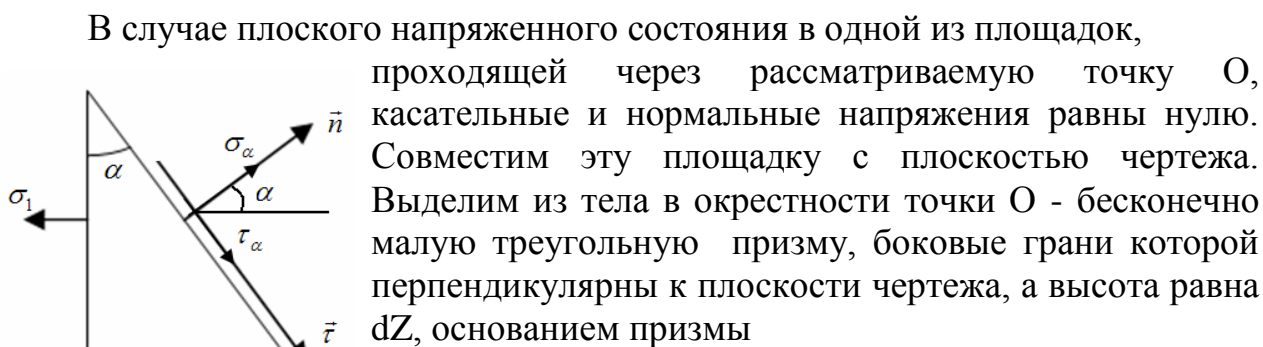 В случае плоского напряженного состояния в одной из площадок,
проходящей через рассматриваемую точку О,
касательные и нормальные напряжения равны нулю.
Совместим эту площадку с плоскостью чертежа.
Выделим из тела в окрестности точки О - бесконечно
малую треугольную призму, боковые грани которой
перпендикулярны к плоскости чертежа, а высота равна
dZ, основанием призмы
n⃗
σ_α
α
α
σ₁
τ_α
τ⃗